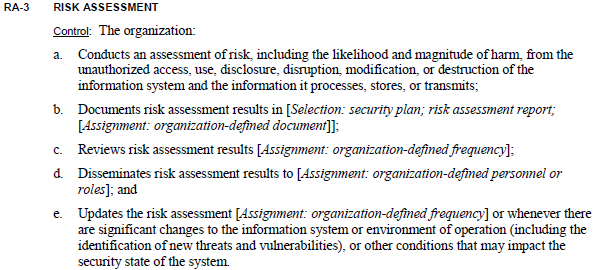 RA-3 RISK ASSESSMENT
Control: The organization:
a. Conducts an assessment of risk, including the likelihood and magnitude of harm, from the
unauthorized access, use, disclosure, disruption, modification, or destruction of the
information system and the information it processes, stores, or transmits;
b. Documents risk assessment results in [Selection: security plan; risk assessment report;
[Assignment: organization-defined document]];
c. Reviews risk assessment results [Assignment: organization-defined frequency];
d. Disseminates risk assessment results to [Assignment: organization-defined personnel or
roles]; and
e. Updates the risk assessment [Assignment: organization-defined frequency] or whenever there
are significant changes to the information system or environment of operation (including the
identification of new threats and vulnerabilities), or other conditions that may impact the
security state of the system.